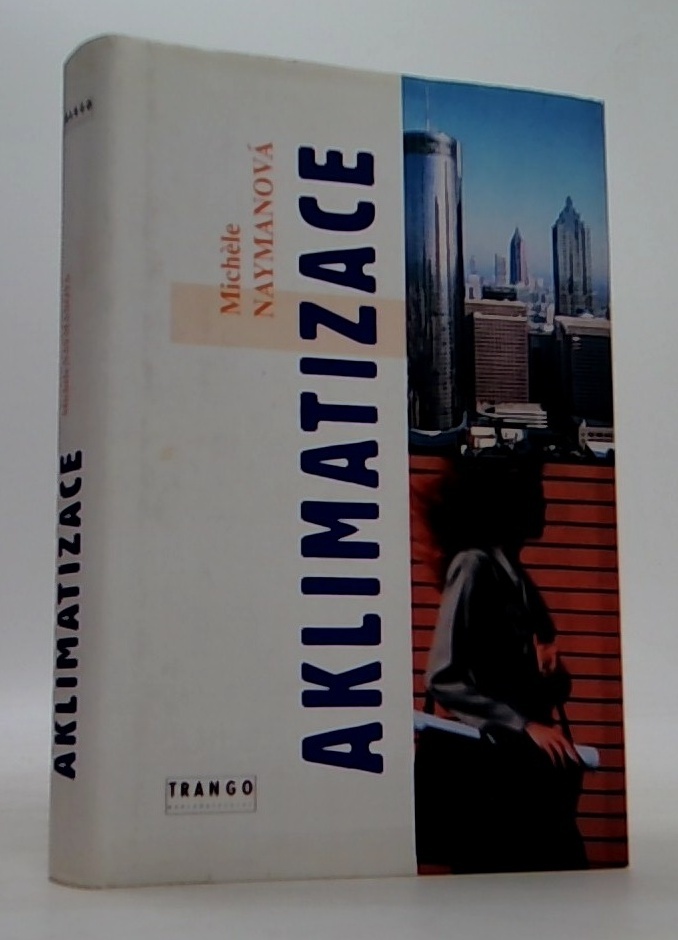 Michèle
NAYMANOVÁ
AKLIMATIZACE
TRANGO
AKLIMATIZACE